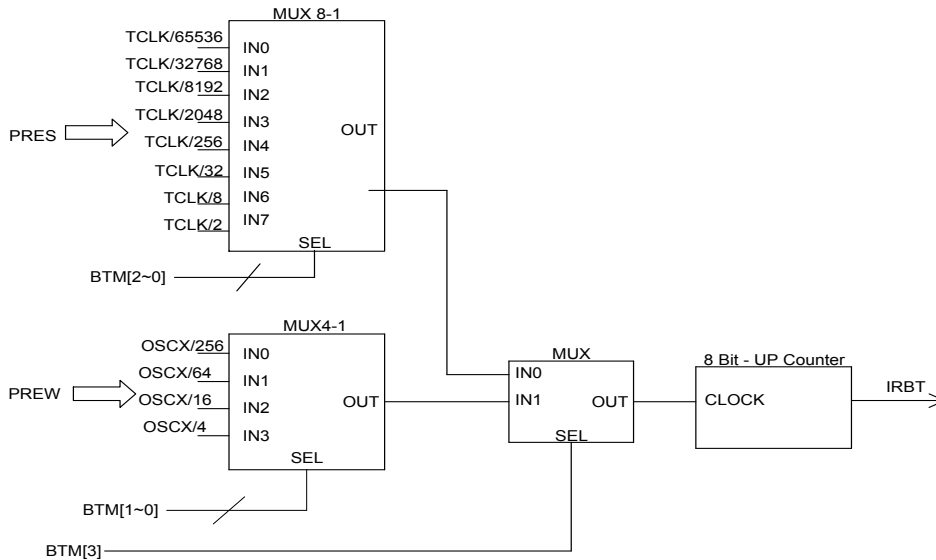 MUX 8-1
TCLK/65536
IN0
TCLK/32768
IN1
TCLK/8192
IN2
TCLK/2048
IN3
OUT
PRES
TCLK/256
IN4
TCLK/32
IN5
TCLK/8
IN6
TCLK/2
IN7
SEL
BTM[2~0]
MUX4-1
OSCX/256
IN0
OSCX/64
IN1
PREW
OSCX/16
IN2
OUT
OSCX/4
IN3
SEL
BTM[1~0]
MUX
IN0
IN1
OUT
SEL
8 Bit - UP Counter
CLOCK
IRBT
BTM[3]